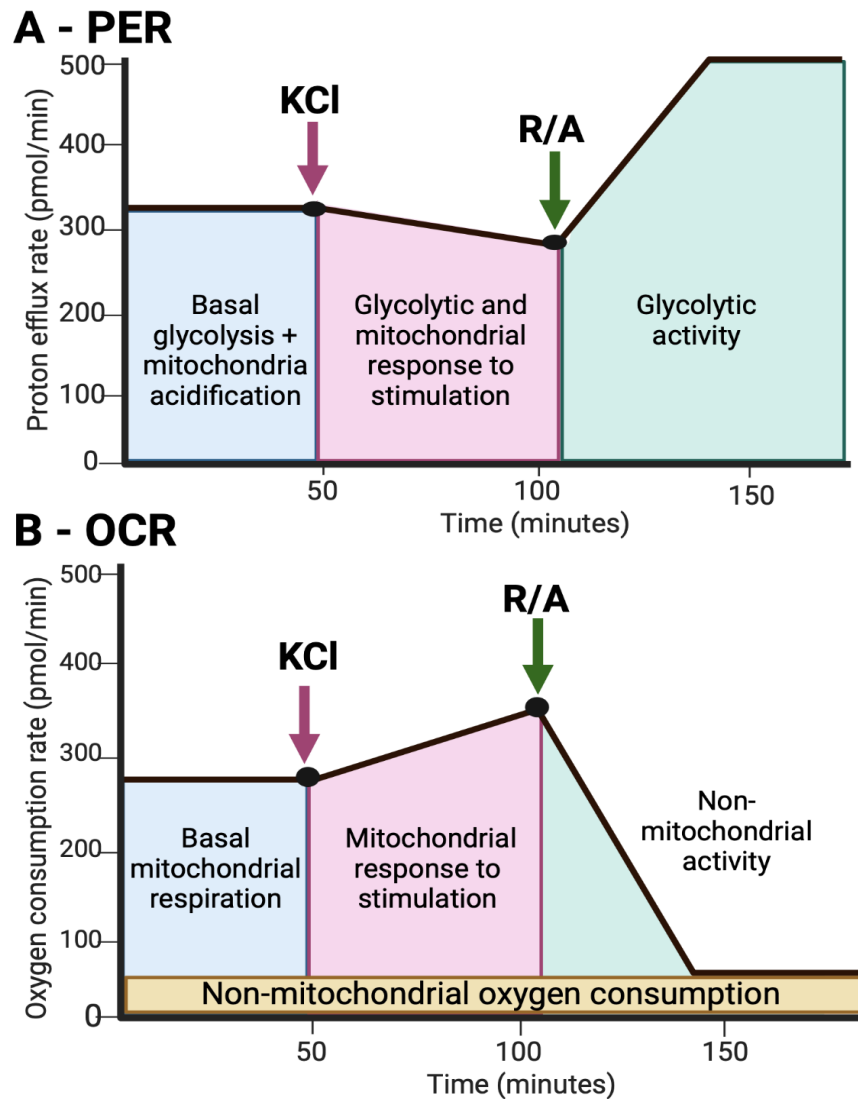 A - PER
Proton efflux rate (pmol/min)
500
400
300
200
100
0
KCl
R/A
Basal
glycolysis +
mitochondria
acidification
Glycolytic and
mitochondrial
response to
stimulation
Glycolytic
activity
50
100
150
Time (minutes)
B - OCR
Oxygen consumption rate (pmol/min)
500
400
300
200
100
0
KCl
R/A
Basal
mitochondrial
respiration
Mitochondrial
response to
stimulation
Non-
mitochondrial
activity
Non-mitochondrial oxygen consumption
50
100
150
Time (minutes)